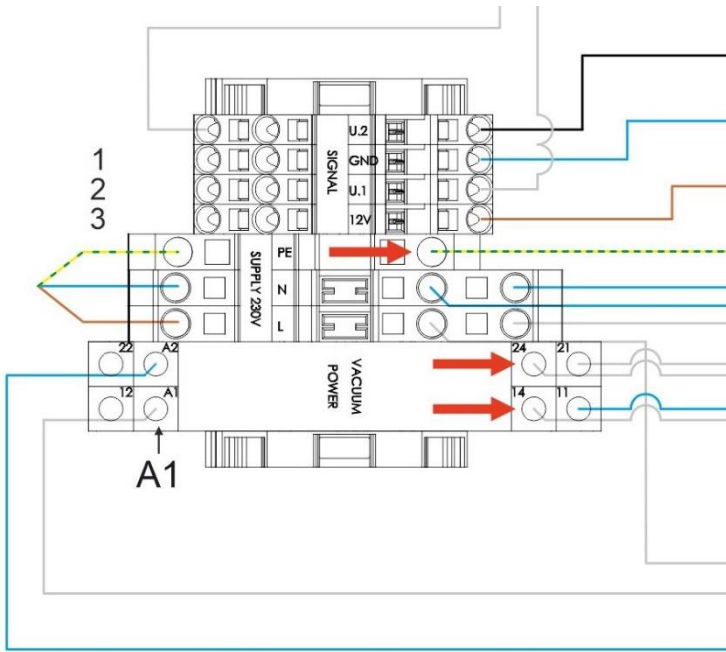 U.2
1
GND
SIGNAL
2
U.1
3
12V
PE
SUPPLY 230V
N
L
22
A2
24
21
VACUUM
POWER
12
A1
14
11
A1